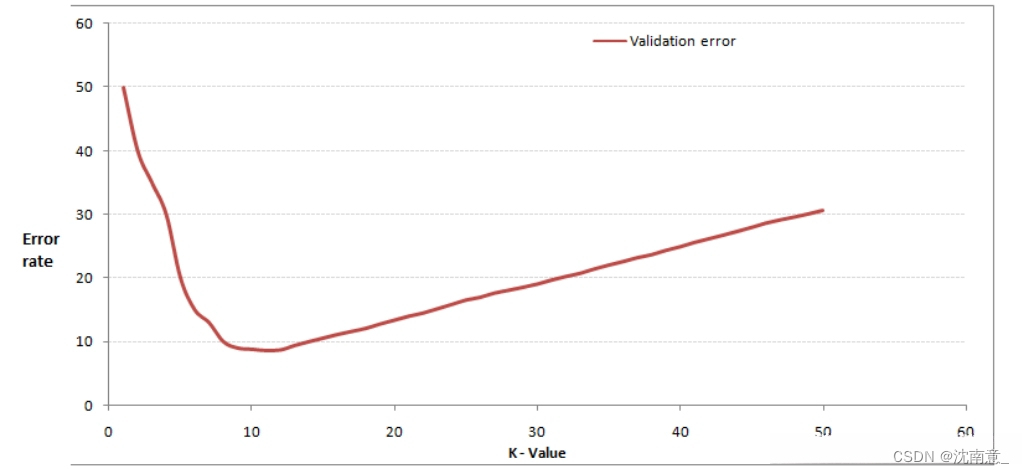 60
Validation error
50
40
30
Error
rate
20
10
0
0 10 20 30 40 50 60
K - Value
CSDN @沈南意_